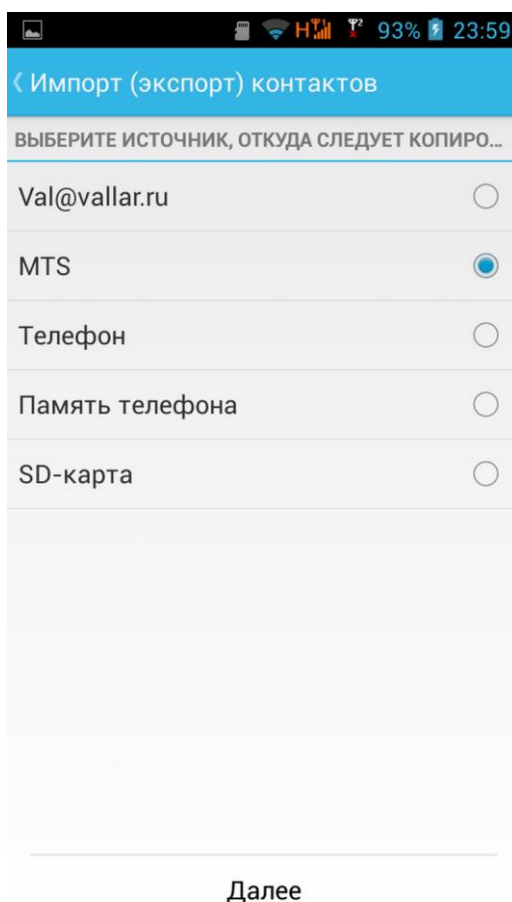 H 2 93% 23:59
Импорт (экспорт) контактов
ВЫБЕРИТЕ ИСТОЧНИК, ОТКУДА СЛЕДУЕТ КОПИРО...
Val@vallar.ru
MTS
Телефон
Память телефона
SD-карта
Далее